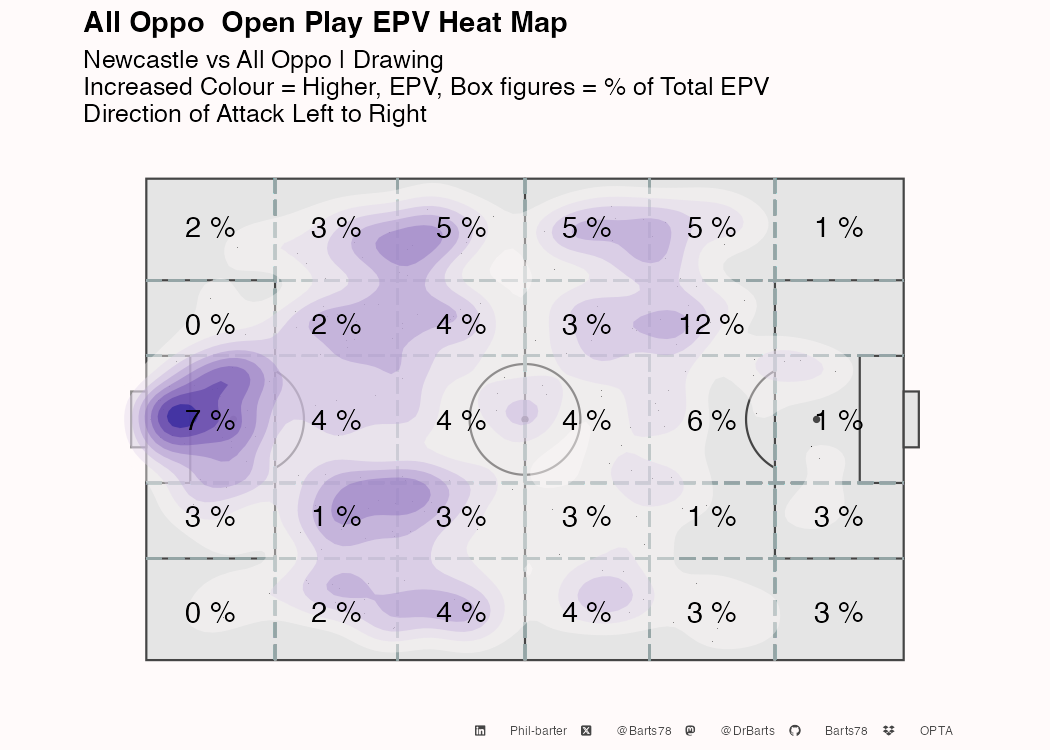 All Oppo  Open Play EPV Heat Map
Newcastle vs All Oppo | Drawing
Increased Colour = Higher, EPV, Box figures = % of Total EPV
Direction of Attack Left to Right
2 % 3 % 5 % 5 % 5 % 1 %
0 % 2 % 4 % 3 % 12 %
7 % 4 % 4 % 4 % 6 % 1 %
3 % 1 % 3 % 3 % 1 % 3 %
0 % 2 % 4 % 4 % 3 % 3 %
Phil-barter @Barts78 @DrBarts Barts78 OPTA